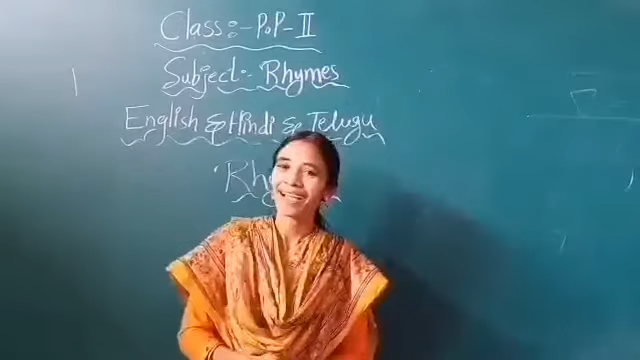 Class:- P.P-II
Subject:- Rhymes
English & Hindi & Telugu